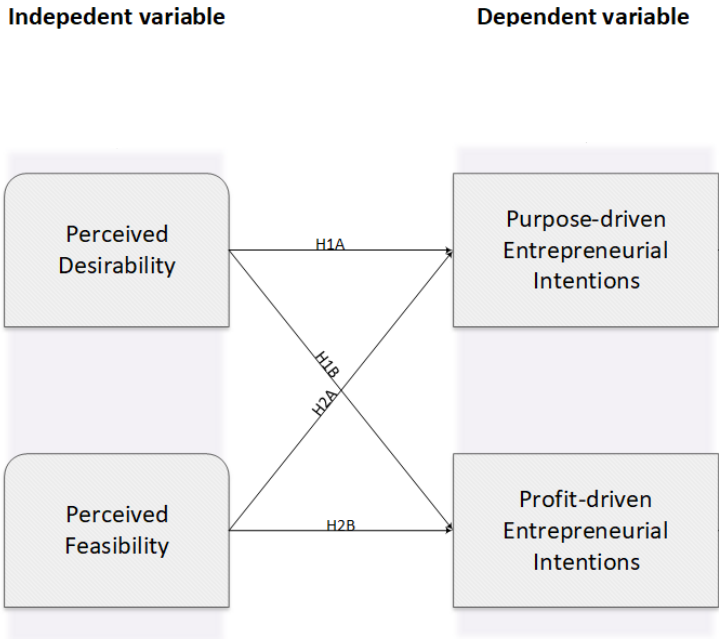 Indepedent variable
Dependent variable
Perceived
Desirability
H1A
Purpose-driven
Entrepreneurial
Intentions
H1B
H2A
Perceived
Feasibility
H2B
Profit-driven
Entrepreneurial
Intentions